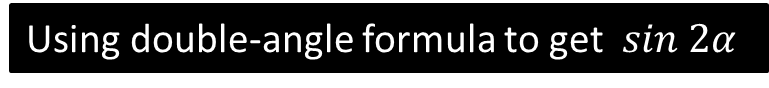 Using double-angle formula to get sin 2α